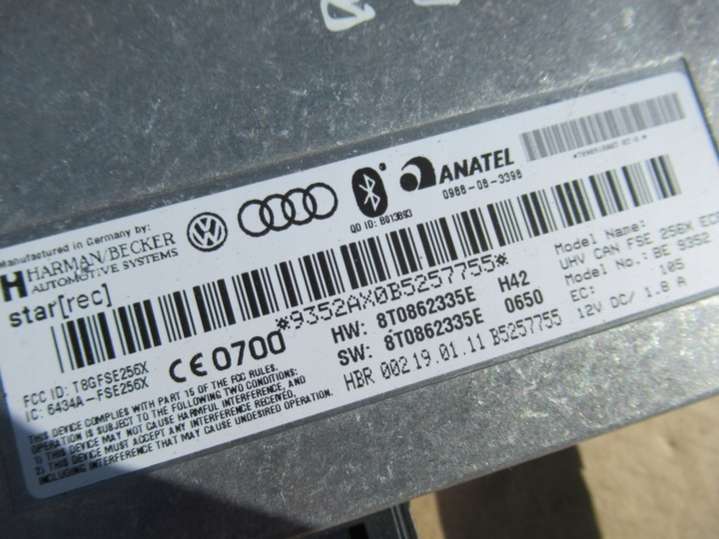 Manufactured in Germany by:
HARMAN/BECKER
AUTOMOTIVE SYSTEMS
star[rec]
QD ID: B013693
ANATEL
0988-08-3398
*9352AX0B5257755*
FCC ID: T8GFSE256X
IC: 6434A-FSE256X
CE 0700
HW: 8T0862335E H42
SW: 8T0862335E 0650
HBR 002 19.01.11 B5257755
Model Name:
UHV CAN FSE 256X ECE
Model No.: BE 9352
EC: 105
12V DC/ 1.8 A
THIS DEVICE COMPLIES WITH PART 15 OF THE FCC RULES.
OPERATION IS SUBJECT TO THE FOLLOWING TWO CONDITIONS:
1) THIS DEVICE MAY NOT CAUSE HARMFUL INTERFERENCE, AND
2) THIS DEVICE MUST ACCEPT ANY INTERFERENCE RECEIVED,
INCLUDING INTERFERENCE THAT MAY CAUSE UNDESIRED OPERATION.